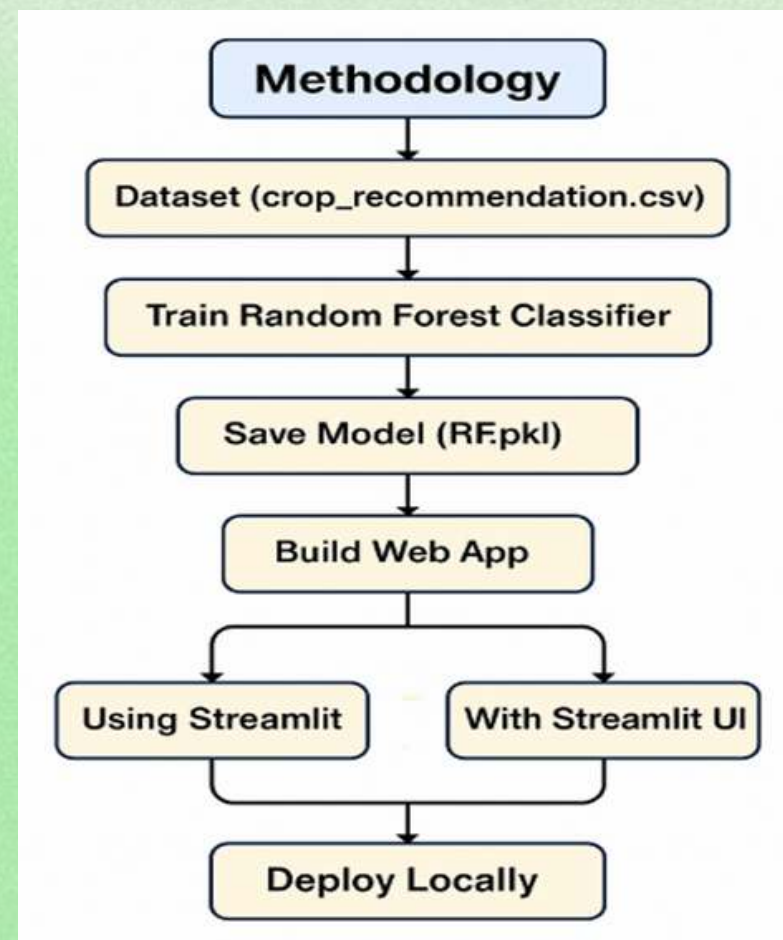 Methodology
Dataset (crop_recommendation.csv)
Train Random Forest Classifier
Save Model (RF.pkl)
Build Web App
Using Streamlit
With Streamlit UI
Deploy Locally